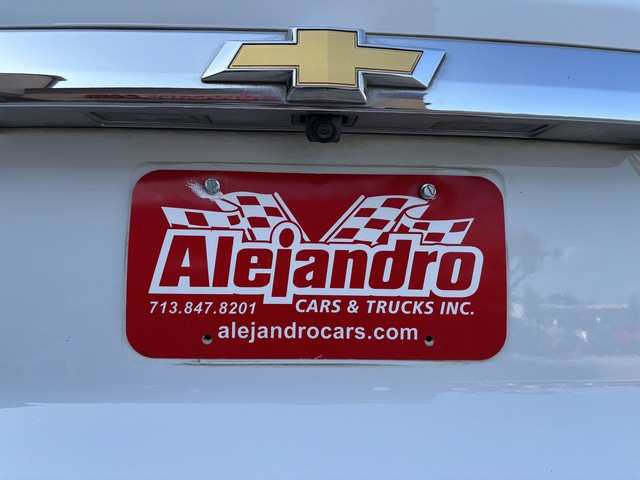 Alejandro
713.847.8201 CARS & TRUCKS INC.
alejandrocars.com